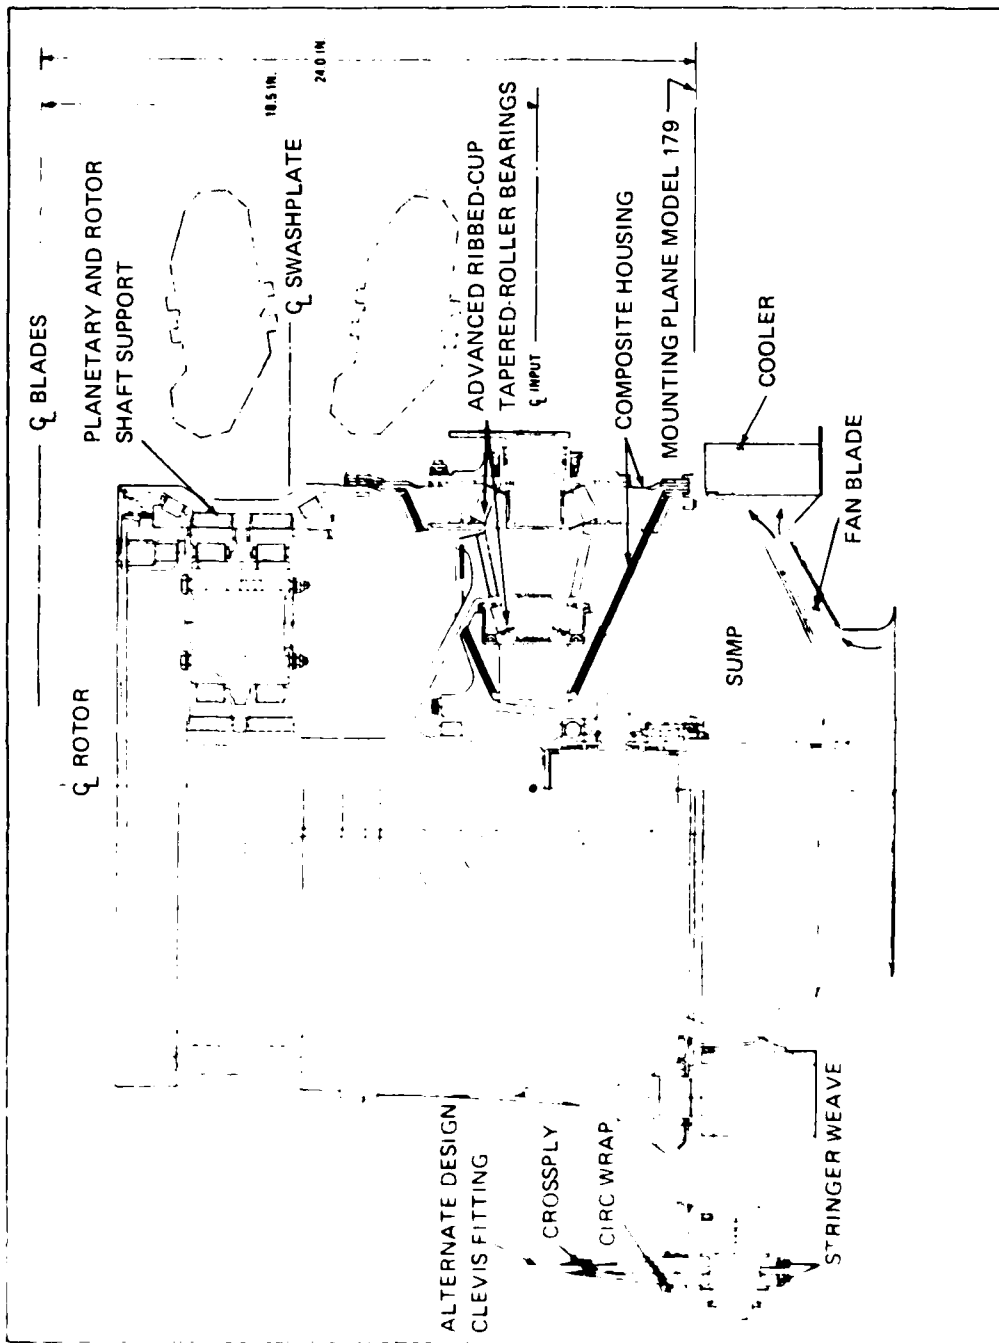 ℄ BLADES
24.0 IN.
18.5 IN.
℄ ROTOR
PLANETARY AND ROTOR
SHAFT SUPPORT
℄ SWASHPLATE
ADVANCED RIBBED-CUP
TAPERED-ROLLER BEARINGS
℄ INPUT
COMPOSITE HOUSING
MOUNTING PLANE MODEL 179
COOLER
FAN BLADE
SUMP
ALTERNATE DESIGN
CLEVIS FITTING
CROSSPLY
CIRC WRAP
STRINGER WEAVE